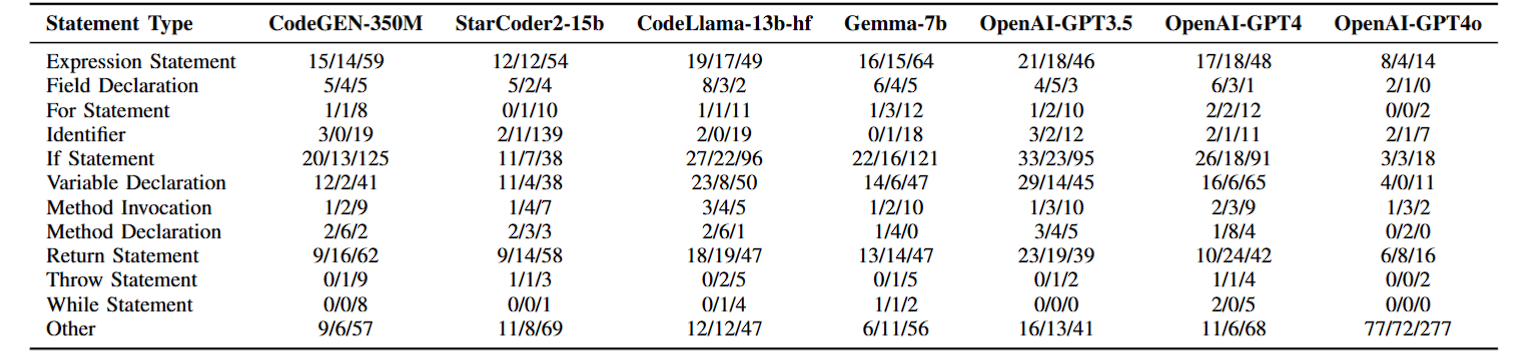 Statement Type CodeGEN-350M StarCoder2-15b CodeLlama-13b-hf Gemma-7b OpenAI-GPT3.5 OpenAI-GPT4 OpenAI-GPT4o
Expression Statement 15/14/59 12/12/54 19/17/49 16/15/64 21/18/46 17/18/48 8/4/14
Field Declaration 5/4/5 5/2/4 8/3/2 6/4/5 4/5/3 6/3/1 2/1/0
For Statement 1/1/8 0/1/10 1/1/11 1/3/12 1/2/10 2/2/12 0/0/2
Identifier 3/0/19 2/1/139 2/0/19 0/1/18 3/2/12 2/1/11 2/1/7
If Statement 20/13/125 11/7/38 27/22/96 22/16/121 33/23/95 26/18/91 3/3/18
Variable Declaration 12/2/41 11/4/38 23/8/50 14/6/47 29/14/45 16/6/65 4/0/11
Method Invocation 1/2/9 1/4/7 3/4/5 1/2/10 1/3/10 2/3/9 1/3/2
Method Declaration 2/6/2 2/3/3 2/6/1 1/4/0 3/4/5 1/8/4 0/2/0
Return Statement 9/16/62 9/14/58 18/19/47 13/14/47 23/19/39 10/24/42 6/8/16
Throw Statement 0/1/9 1/1/3 0/2/5 0/1/5 0/1/2 1/1/4 0/0/2
While Statement 0/0/8 0/0/1 0/1/4 1/1/2 0/0/0 2/0/5 0/0/0
Other 9/6/57 11/8/69 12/12/47 6/11/56 16/13/41 11/6/68 77/72/277